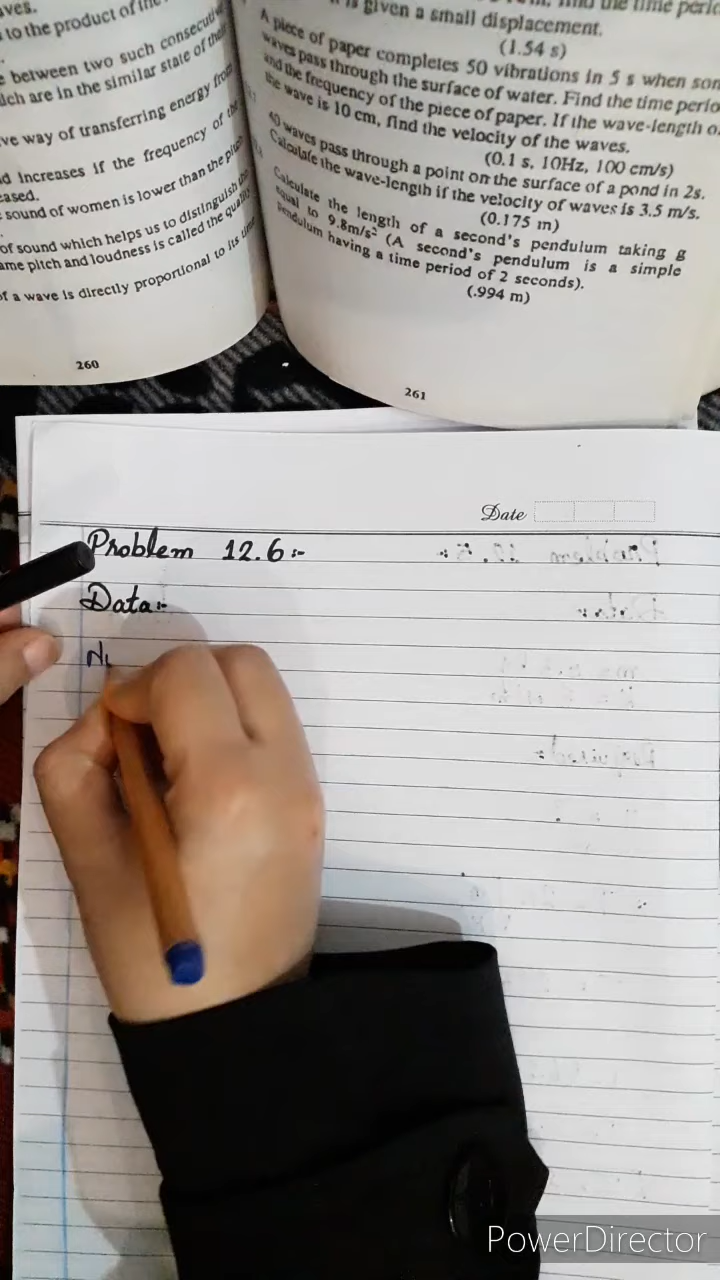 aves.
to the product of the
between two such consecutive
ich are in the similar state of their
ve way of transferring energy from
d increases if the frequency of the
eased.
sound of women is lower than the pitch
of sound which helps us to distinguish
ame pitch and loudness is called the quality
of a wave is directly proportional to its time
260
is given a small displacement.
(1.54 s)
A piece of paper completes 50 vibrations in 5 s when som
waves pass through the surface of water. Find the time perio
and the frequency of the piece of paper. If the wave-length o
the wave is 10 cm, find the velocity of the waves.
(0.1 s, 10Hz, 100 cm/s)
40 waves pass through a point on the surface of a pond in 2s.
Calculate the wave-length if the velocity of waves is 3.5 m/s.
(0.175 m)
Calculate the length of a second's pendulum taking g
equal to 9.8m/s² (A second's pendulum is a simple
pendulum having a time period of 2 seconds).
(.994 m)
261
Date
Problem 12.6:-
Data:-
Nu
PowerDirector